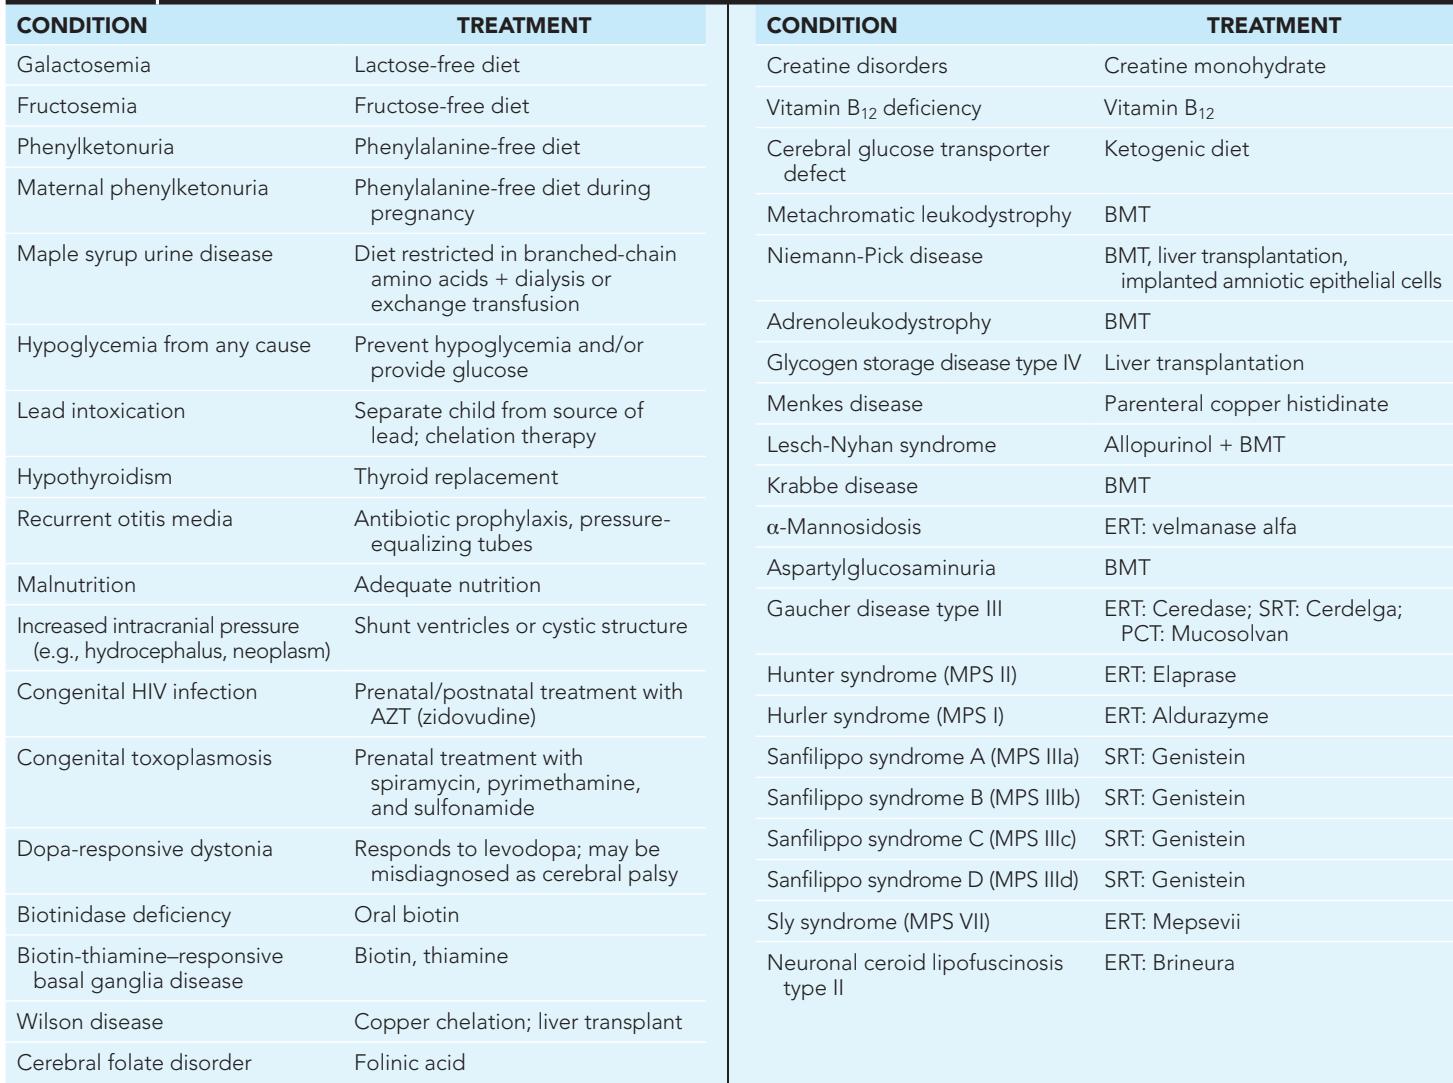 CONDITION TREATMENT
Galactosemia Lactose-free diet
Fructosemia Fructose-free diet
Phenylketonuria Phenylalanine-free diet
Maternal phenylketonuria Phenylalanine-free diet during
pregnancy
Maple syrup urine disease Diet restricted in branched-chain
amino acids + dialysis or
exchange transfusion
Hypoglycemia from any cause Prevent hypoglycemia and/or
provide glucose
Lead intoxication Separate child from source of
lead; chelation therapy
Hypothyroidism Thyroid replacement
Recurrent otitis media Antibiotic prophylaxis, pressure-
equalizing tubes
Malnutrition Adequate nutrition
Increased intracranial pressure Shunt ventricles or cystic structure
(e.g., hydrocephalus, neoplasm)
Congenital HIV infection Prenatal/postnatal treatment with
AZT (zidovudine)
Congenital toxoplasmosis Prenatal treatment with
spiramycin, pyrimethamine,
and sulfonamide
Dopa-responsive dystonia Responds to levodopa; may be
misdiagnosed as cerebral palsy
Biotinidase deficiency Oral biotin
Biotin-thiamine–responsive Biotin, thiamine
basal ganglia disease
Wilson disease Copper chelation; liver transplant
Cerebral folate disorder Folinic acid
CONDITION TREATMENT
Creatine disorders Creatine monohydrate
Vitamin B12 deficiency Vitamin B12
Cerebral glucose transporter Ketogenic diet
defect
Metachromatic leukodystrophy BMT
Niemann-Pick disease BMT, liver transplantation,
implanted amniotic epithelial cells
Adrenoleukodystrophy BMT
Glycogen storage disease type IV Liver transplantation
Menkes disease Parenteral copper histidinate
Lesch-Nyhan syndrome Allopurinol + BMT
Krabbe disease BMT
α-Mannosidosis ERT: velmanase alfa
Aspartylglucosaminuria BMT
Gaucher disease type III ERT: Ceredase; SRT: Cerdelga;
PCT: Mucosolvan
Hunter syndrome (MPS II) ERT: Elaprase
Hurler syndrome (MPS I) ERT: Aldurazyme
Sanfilippo syndrome A (MPS IIIa) SRT: Genistein
Sanfilippo syndrome B (MPS IIIb) SRT: Genistein
Sanfilippo syndrome C (MPS IIIc) SRT: Genistein
Sanfilippo syndrome D (MPS IIId) SRT: Genistein
Sly syndrome (MPS VII) ERT: Mepsevii
Neuronal ceroid lipofuscinosis ERT: Brineura
type II